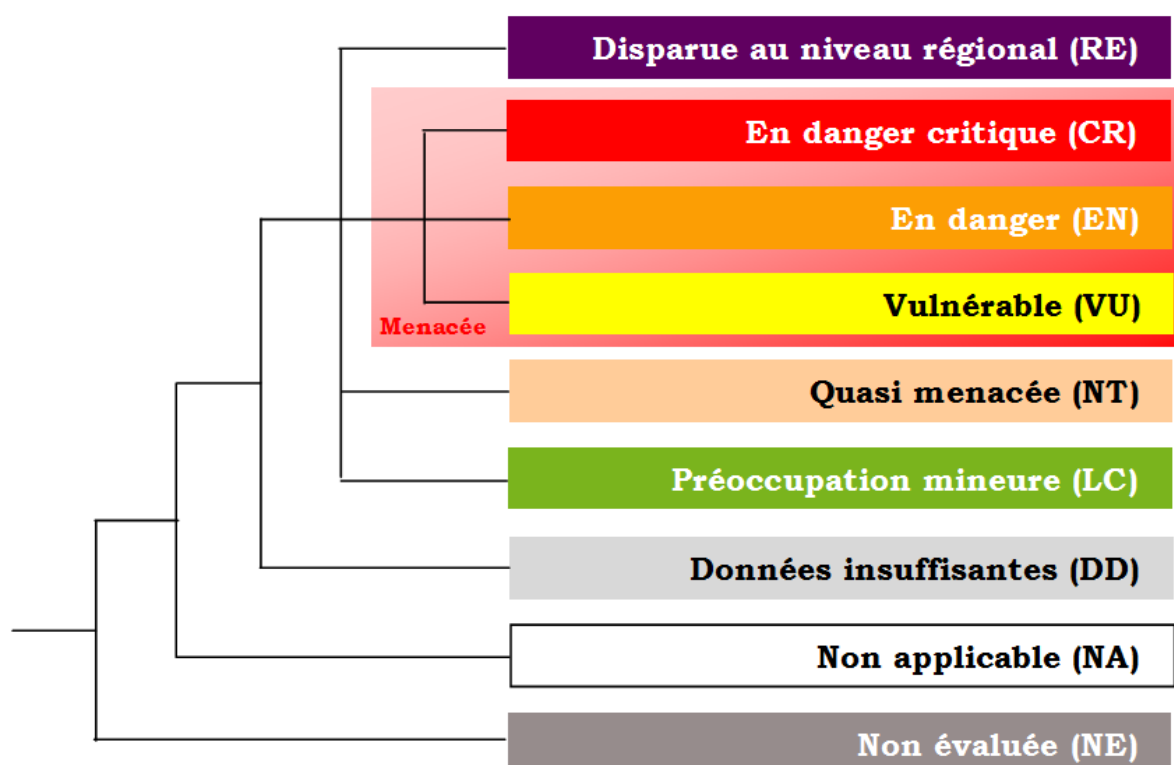 Disparue au niveau régional (RE)
En danger critique (CR)
En danger (EN)
Vulnérable (VU)
Menacée
Quasi menacée (NT)
Préoccupation mineure (LC)
Données insuffisantes (DD)
Non applicable (NA)
Non évaluée (NE)